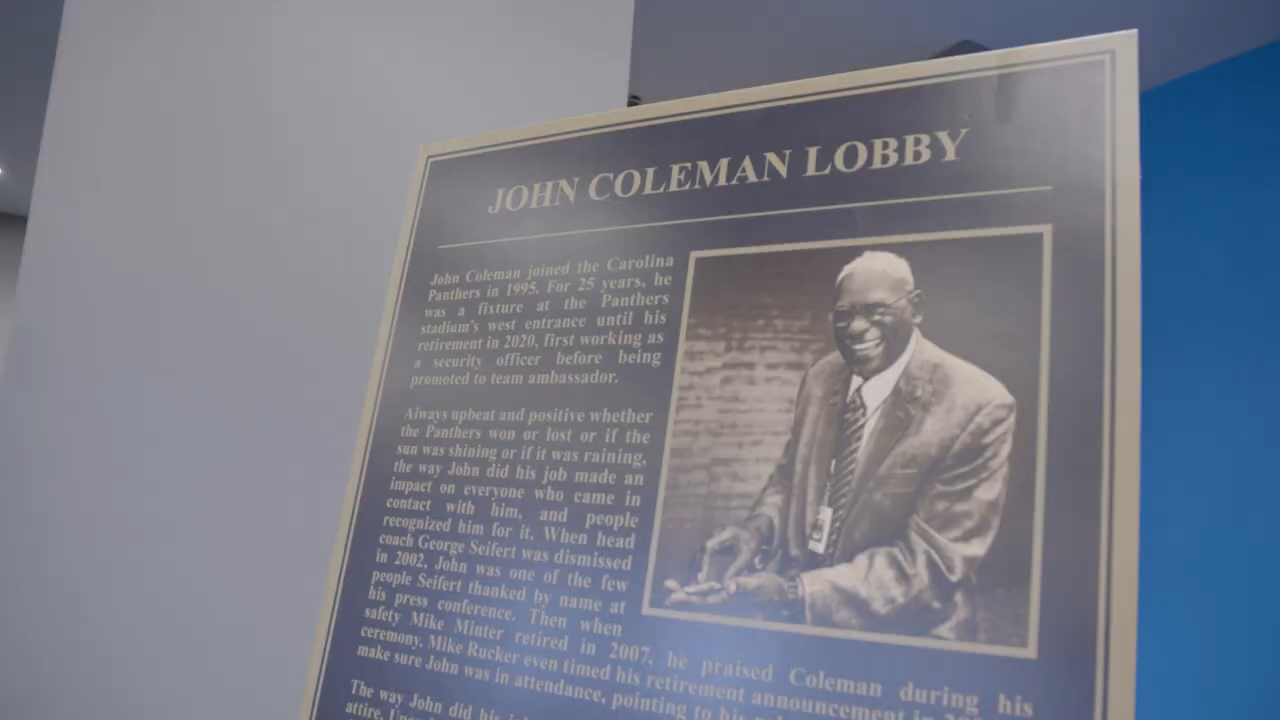 JOHN COLEMAN LOBBY
John Coleman joined the Carolina
Panthers in 1995. For 25 years, he
was a fixture at the Panthers
stadium's west entrance until his
retirement in 2020, first working as
a security officer before being
promoted to team ambassador.
Always upbeat and positive whether
the Panthers won or lost or if the
sun was shining or if it was raining,
the way John did his job made an
impact on everyone who came in
contact with him, and people
recognized him for it. When head
coach George Seifert was dismissed
in 2002, John was one of the few
people Seifert thanked by name at
his press conference. Then when
safety Mike Minter retired in 2007, he praised Coleman during his
ceremony. Mike Rucker even timed his retirement announcement in
make sure John was in attendance, pointing to his
The way John did his
attire.